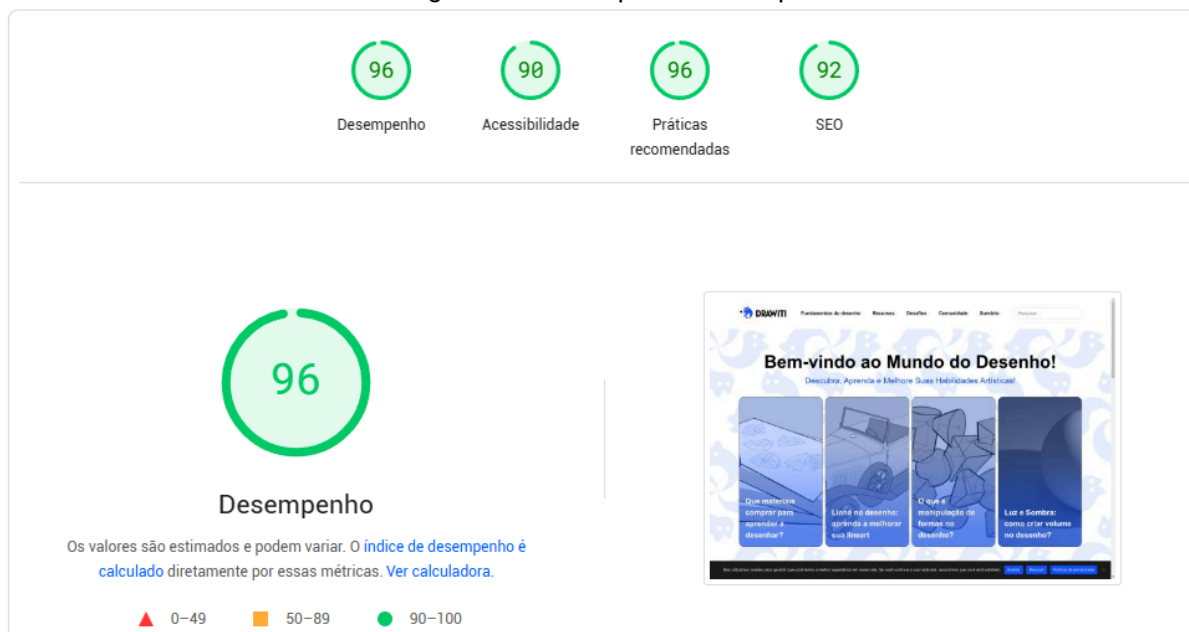 96
90
96
92
Desempenho
Acessibilidade
Práticas
recomendadas
SEO
96
Desempenho
Os valores são estimados e podem variar. O índice de desempenho é
calculado diretamente por essas métricas. Ver calculadora.
0–49
50–89
90–100
DRAWITI
Fundamentos do desenho Recursos Desafios Comunidade Sumário Pesquisar ...
Bem-vindo ao Mundo do Desenho!
Descubra, Aprenda e Melhore Suas Habilidades Artísticas!
Que materiais
comprar para
aprender a
desenhar?
Linha no desenho:
aprenda a melhorar
sua lineart
O que é
manipulação de
formas no
desenho?
Luz e Sombra:
como criar volume
no desenho?